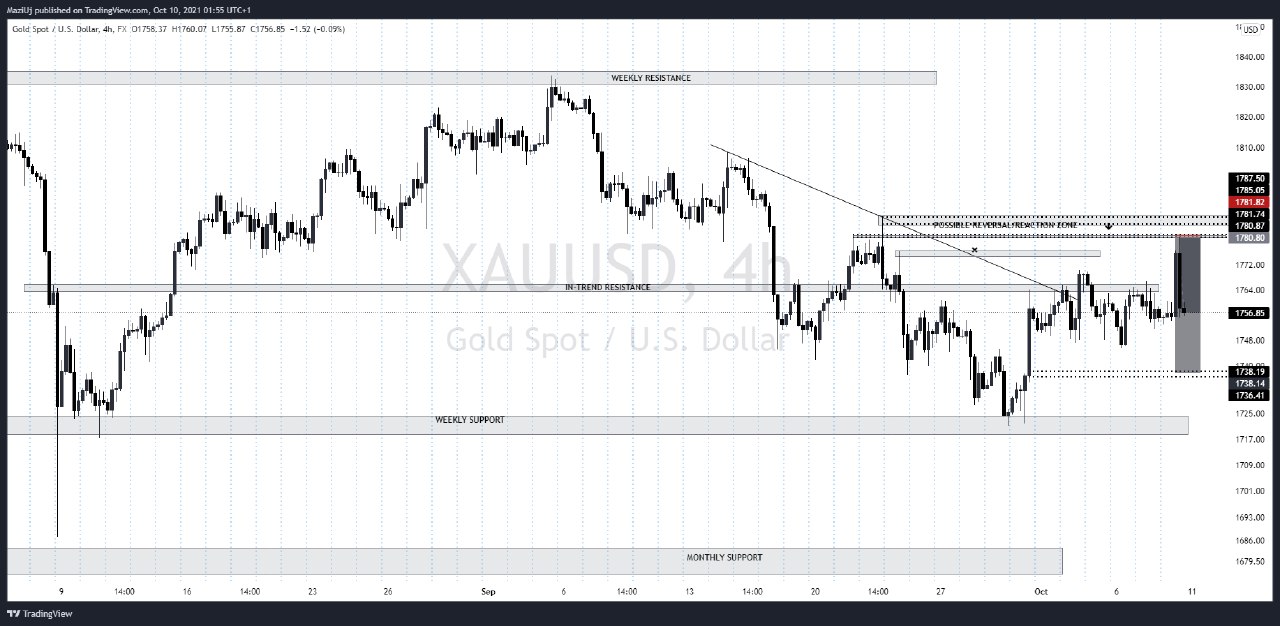 MaziUj published on TradingView.com, Oct 10, 2021 01:55 UTC+1
Gold Spot / U.S. Dollar, 4h, FX O1758.37 H1760.07 L1755.87 C1756.85 −1.52 (−0.09%)
USD
1840.00
WEEKLY RESISTANCE
1830.00
1820.00
1810.00
1787.50
1785.05
1781.82
1781.74
POSSIBLE REVERSAL/REACTION ZONE
1780.87
1780.80
XAUUSD, 4h
1772.00
IN-TREND RESISTANCE
1764.00
1756.85
Gold Spot / U.S. Dollar
1748.00
1738.19
1738.14
1736.41
1725.00
WEEKLY SUPPORT
1717.00
1709.00
1701.00
1693.00
1686.00
MONTHLY SUPPORT
1679.50
9 14:00 16 14:00 23 26 Sep 6 14:00 13 14:00 20 14:00 27 Oct 6 11
TradingView